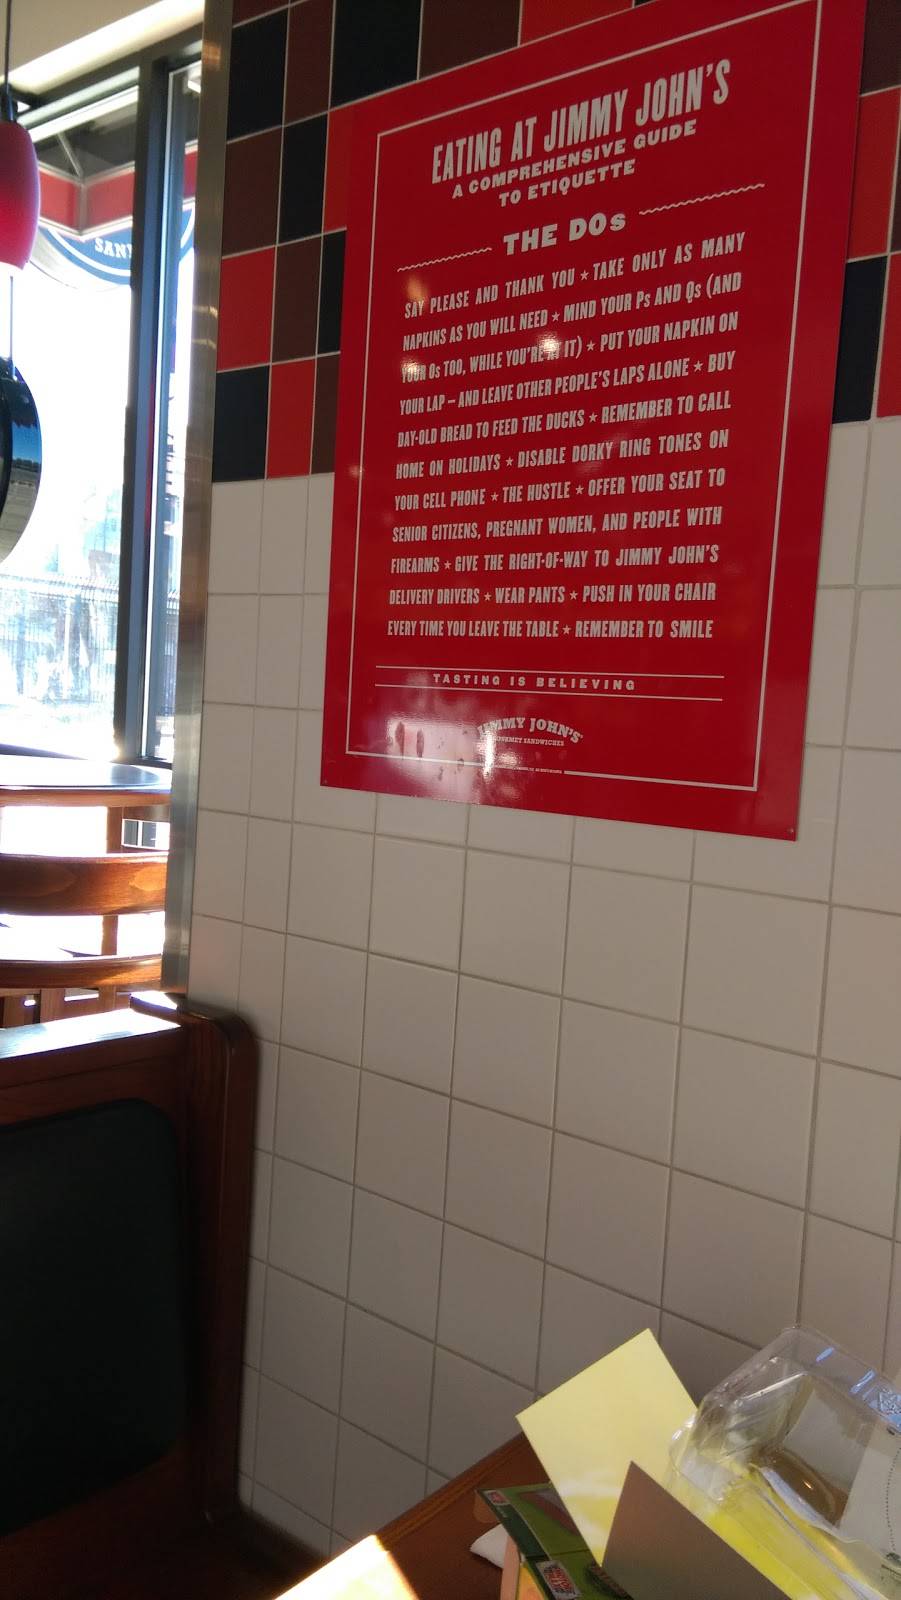 EATING AT JIMMY JOHN'S
A COMPREHENSIVE GUIDE
TO ETIQUETTE
THE DOs
SAY PLEASE AND THANK YOU ★ TAKE ONLY AS MANY
NAPKINS AS YOU WILL NEED ★ MIND YOUR Ps AND Qs (AND
YOUR Os TOO, WHILE YOU'RE AT IT) ★ PUT YOUR NAPKIN ON
YOUR LAP – AND LEAVE OTHER PEOPLE'S LAPS ALONE ★ BUY
DAY-OLD BREAD TO FEED THE DUCKS ★ REMEMBER TO CALL
HOME ON HOLIDAYS ★ DISABLE DORKY RING TONES ON
YOUR CELL PHONE ★ THE HUSTLE ★ OFFER YOUR SEAT TO
SENIOR CITIZENS, PREGNANT WOMEN, AND PEOPLE WITH
FIREARMS ★ GIVE THE RIGHT-OF-WAY TO JIMMY JOHN'S
DELIVERY DRIVERS ★ WEAR PANTS ★ PUSH IN YOUR CHAIR
EVERY TIME YOU LEAVE THE TABLE ★ REMEMBER TO SMILE
TASTING IS BELIEVING
JIMMY JOHN'S
GOURMET SANDWICHES